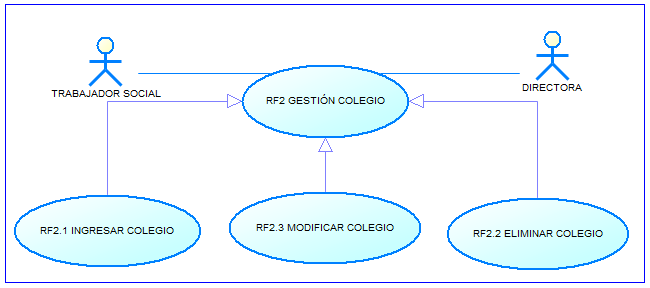 TRABAJADOR SOCIAL
DIRECTORA
RF2 GESTIÓN COLEGIO
RF2.1 INGRESAR COLEGIO
RF2.3 MODIFICAR COLEGIO
RF2.2 ELIMINAR COLEGIO